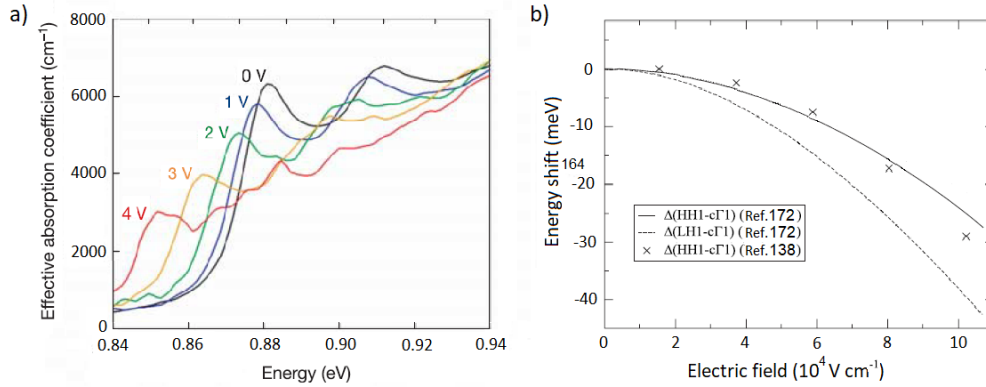 a)
Effective absorption coefficient (cm⁻¹)
8000
6000
4000
2000
0
0 V
1 V
2 V
3 V
4 V
0.84
0.86
0.88
0.90
0.92
0.94
Energy (eV)
b)
Energy shift (meV)
0
-10
164
-20
-30
-40
Δ(HH1-cΓ1) (Ref.172)
Δ(LH1-cΓ1) (Ref.172)
Δ(HH1-cΓ1) (Ref.138)
0
2
4
6
8
10
Electric field (10⁴ V cm⁻¹)